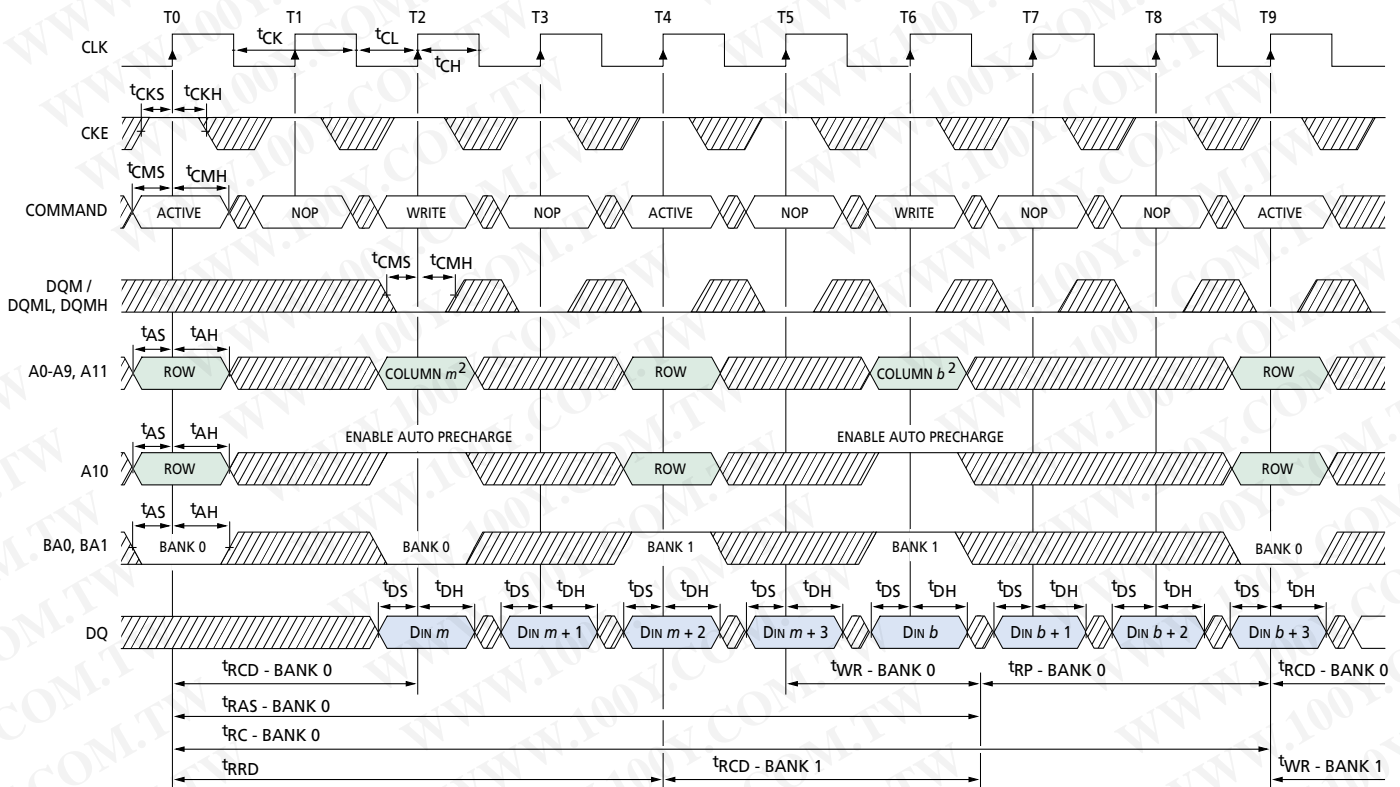 T0 T1 T2 T3 T4 T5 T6 T7 T8 T9
CLK
tCK tCL
tCH
tCKS tCKH
CKE
tCMS tCMH
COMMAND ACTIVE NOP WRITE NOP ACTIVE NOP WRITE NOP NOP ACTIVE
tCMS tCMH
DQM /
DQML, DQMH
tAS tAH
A0-A9, A11 ROW COLUMN m2 ROW COLUMN b2 ROW
tAS tAH
ENABLE AUTO PRECHARGE ENABLE AUTO PRECHARGE
A10 ROW ROW ROW
tAS tAH
BA0, BA1 BANK 0 BANK 0 BANK 1 BANK 1 BANK 0
tDS tDH tDS tDH tDS tDH tDS tDH tDS tDH tDS tDH tDS tDH tDS tDH
DQ DIN m DIN m + 1 DIN m + 2 DIN m + 3 DIN b DIN b + 1 DIN b + 2 DIN b + 3
tRCD - BANK 0 tWR - BANK 0 tRP - BANK 0 tRCD - BANK 0
tRAS - BANK 0
tRC - BANK 0
tRRD tRCD - BANK 1 tWR - BANK 1
WWW.100Y.COM.TW